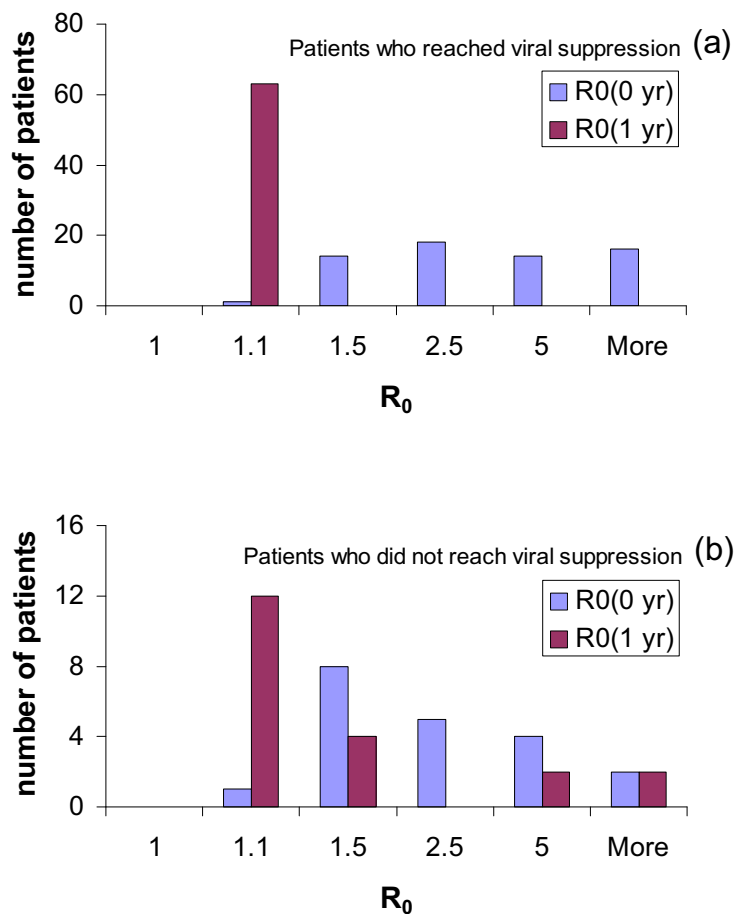 80
Patients who reached viral suppression (a)
R0(0 yr)
R0(1 yr)
60
40
20
0
number of patients
1 1.1 1.5 2.5 5 More
R0
16
Patients who did not reach viral suppression (b)
R0(0 yr)
R0(1 yr)
12
8
4
0
number of patients
1 1.1 1.5 2.5 5 More
R0